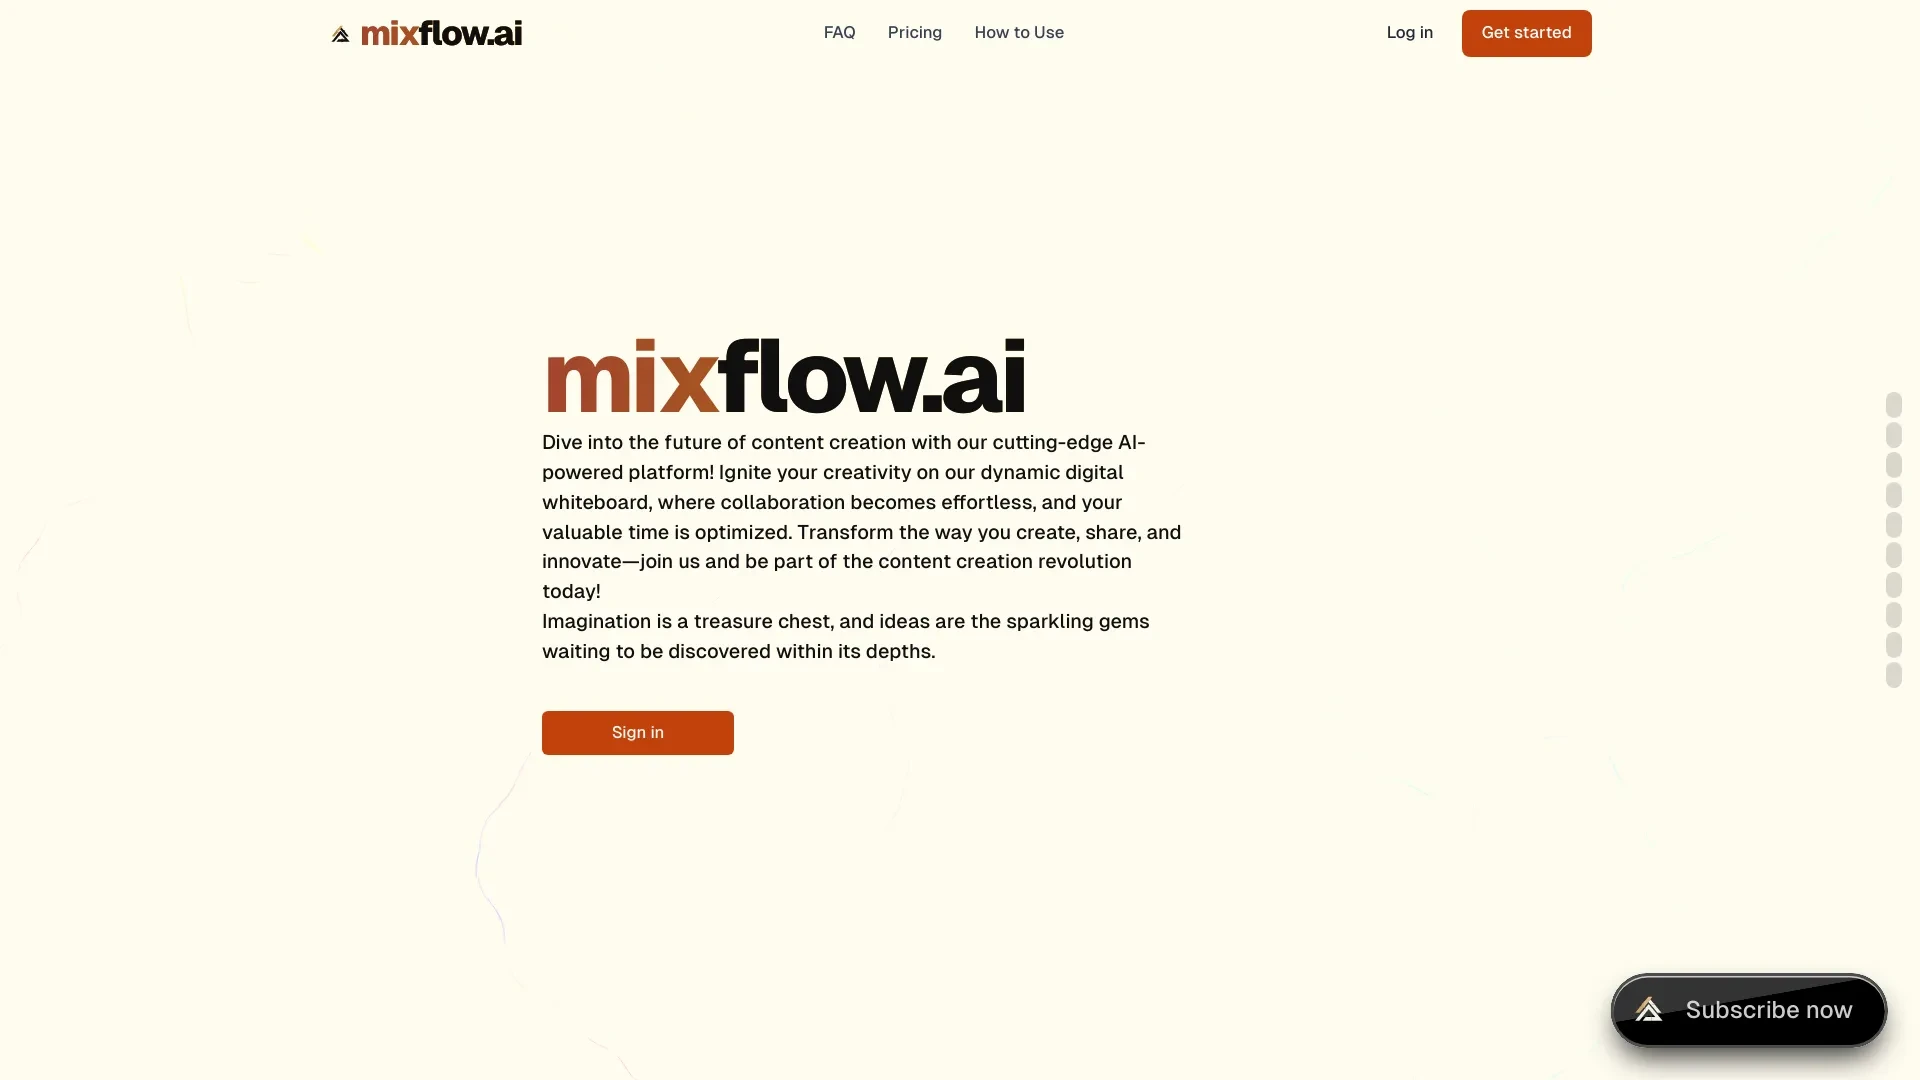 mixflow.ai
FAQ
Pricing
How to Use
Log in
Get started
mixflow.ai
Dive into the future of content creation with our cutting-edge AI-
powered platform! Ignite your creativity on our dynamic digital
whiteboard, where collaboration becomes effortless, and your
valuable time is optimized. Transform the way you create, share, and
innovate—join us and be part of the content creation revolution
today!
Imagination is a treasure chest, and ideas are the sparkling gems
waiting to be discovered within its depths.
Sign in
Subscribe now